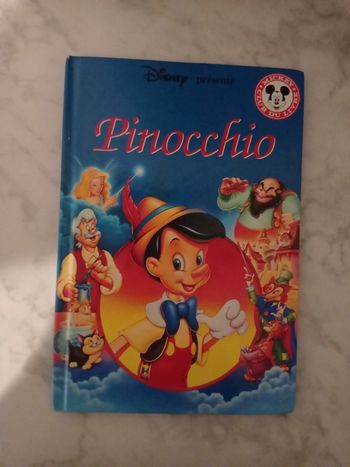 Disney présente
MICKEY
CLUB DU LIVRE
Pinocchio